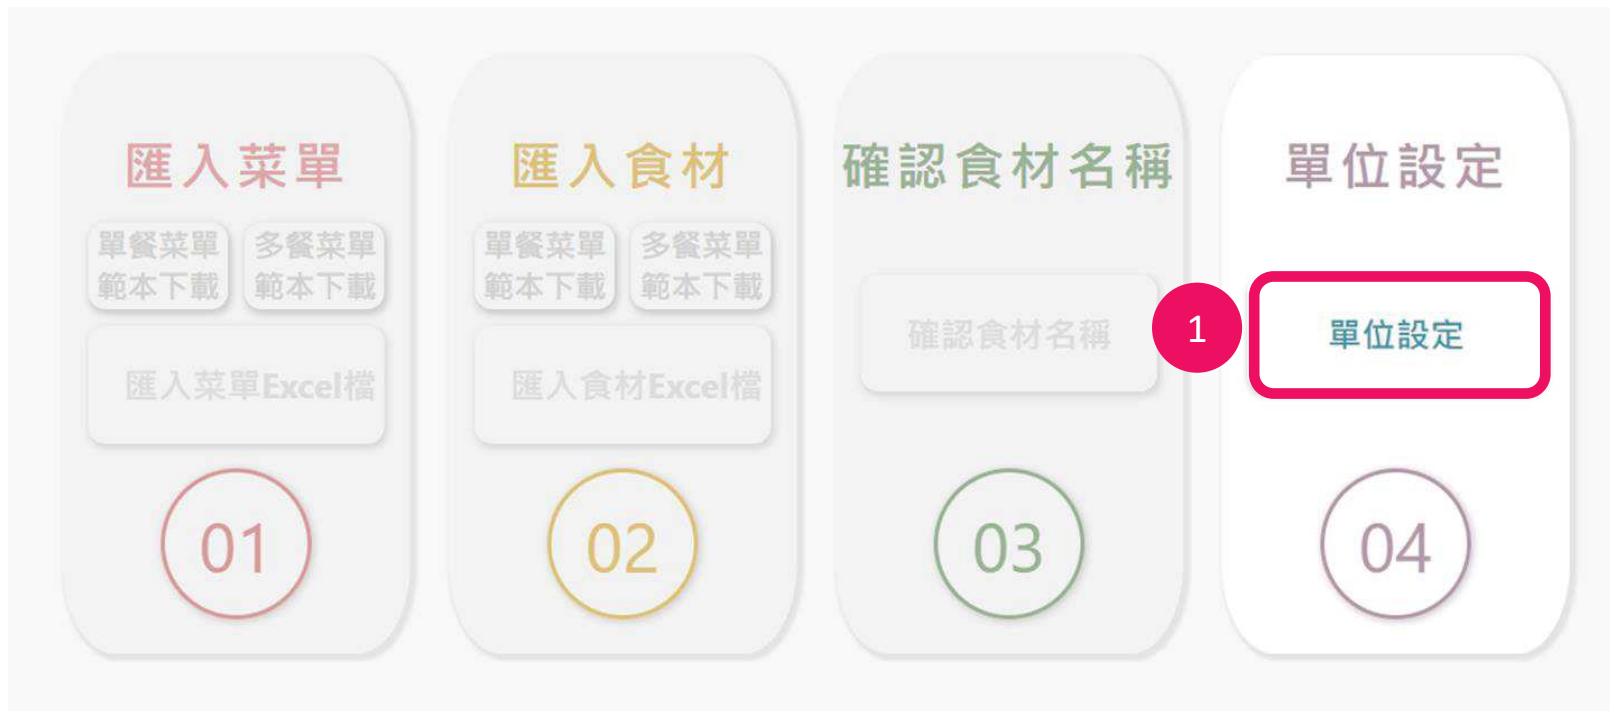 匯入菜單
單餐菜單
範本下載
多餐菜單
範本下載
匯入菜單Excel檔
01
匯入食材
單餐菜單
範本下載
多餐菜單
範本下載
匯入食材Excel檔
02
確認食材名稱
確認食材名稱
03
單位設定
1
單位設定
04